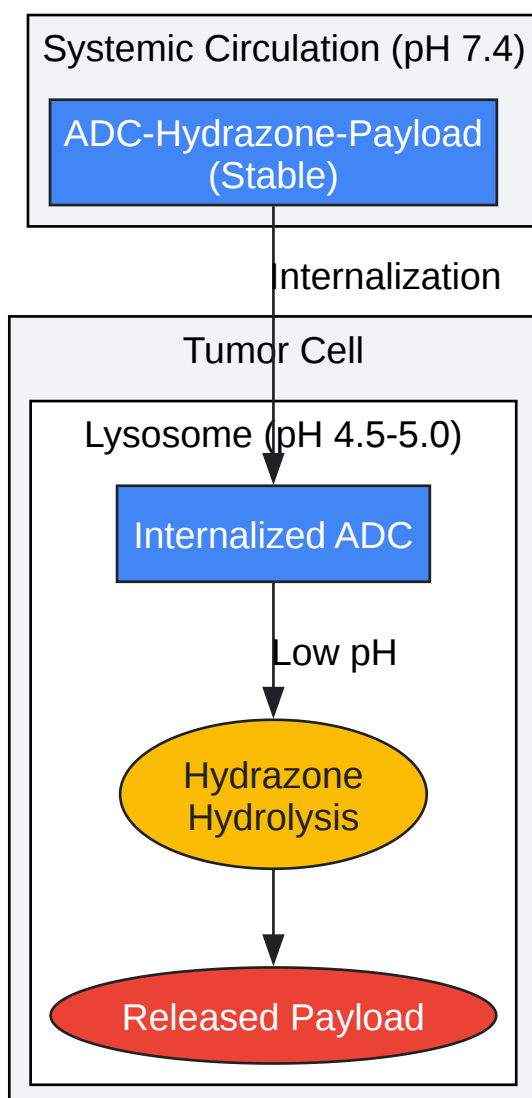 Systemic Circulation (pH 7.4)
ADC-Hydrazone-Payload
(Stable)
Internalization
Tumor Cell
Lysosome (pH 4.5-5.0)
Internalized ADC
Low pH
Hydrazone
Hydrolysis
Released Payload